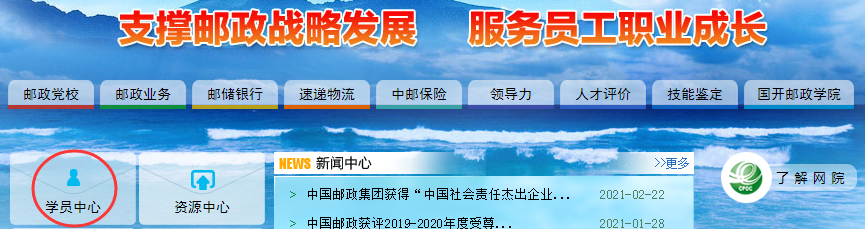 支撑邮政战略发展 服务员工职业成长
邮政党校 邮政业务 邮储银行 速递物流 中邮保险 领导力 人才评价 技能鉴定 国开邮政学院
NEWS 新闻中心 >>更多
学员中心 资源中心
> 中国邮政集团获得“中国社会责任杰出企业... 2021-02-22
> 中国邮政获评2019-2020年度受尊... 2021-01-28
CPOC 了解网院